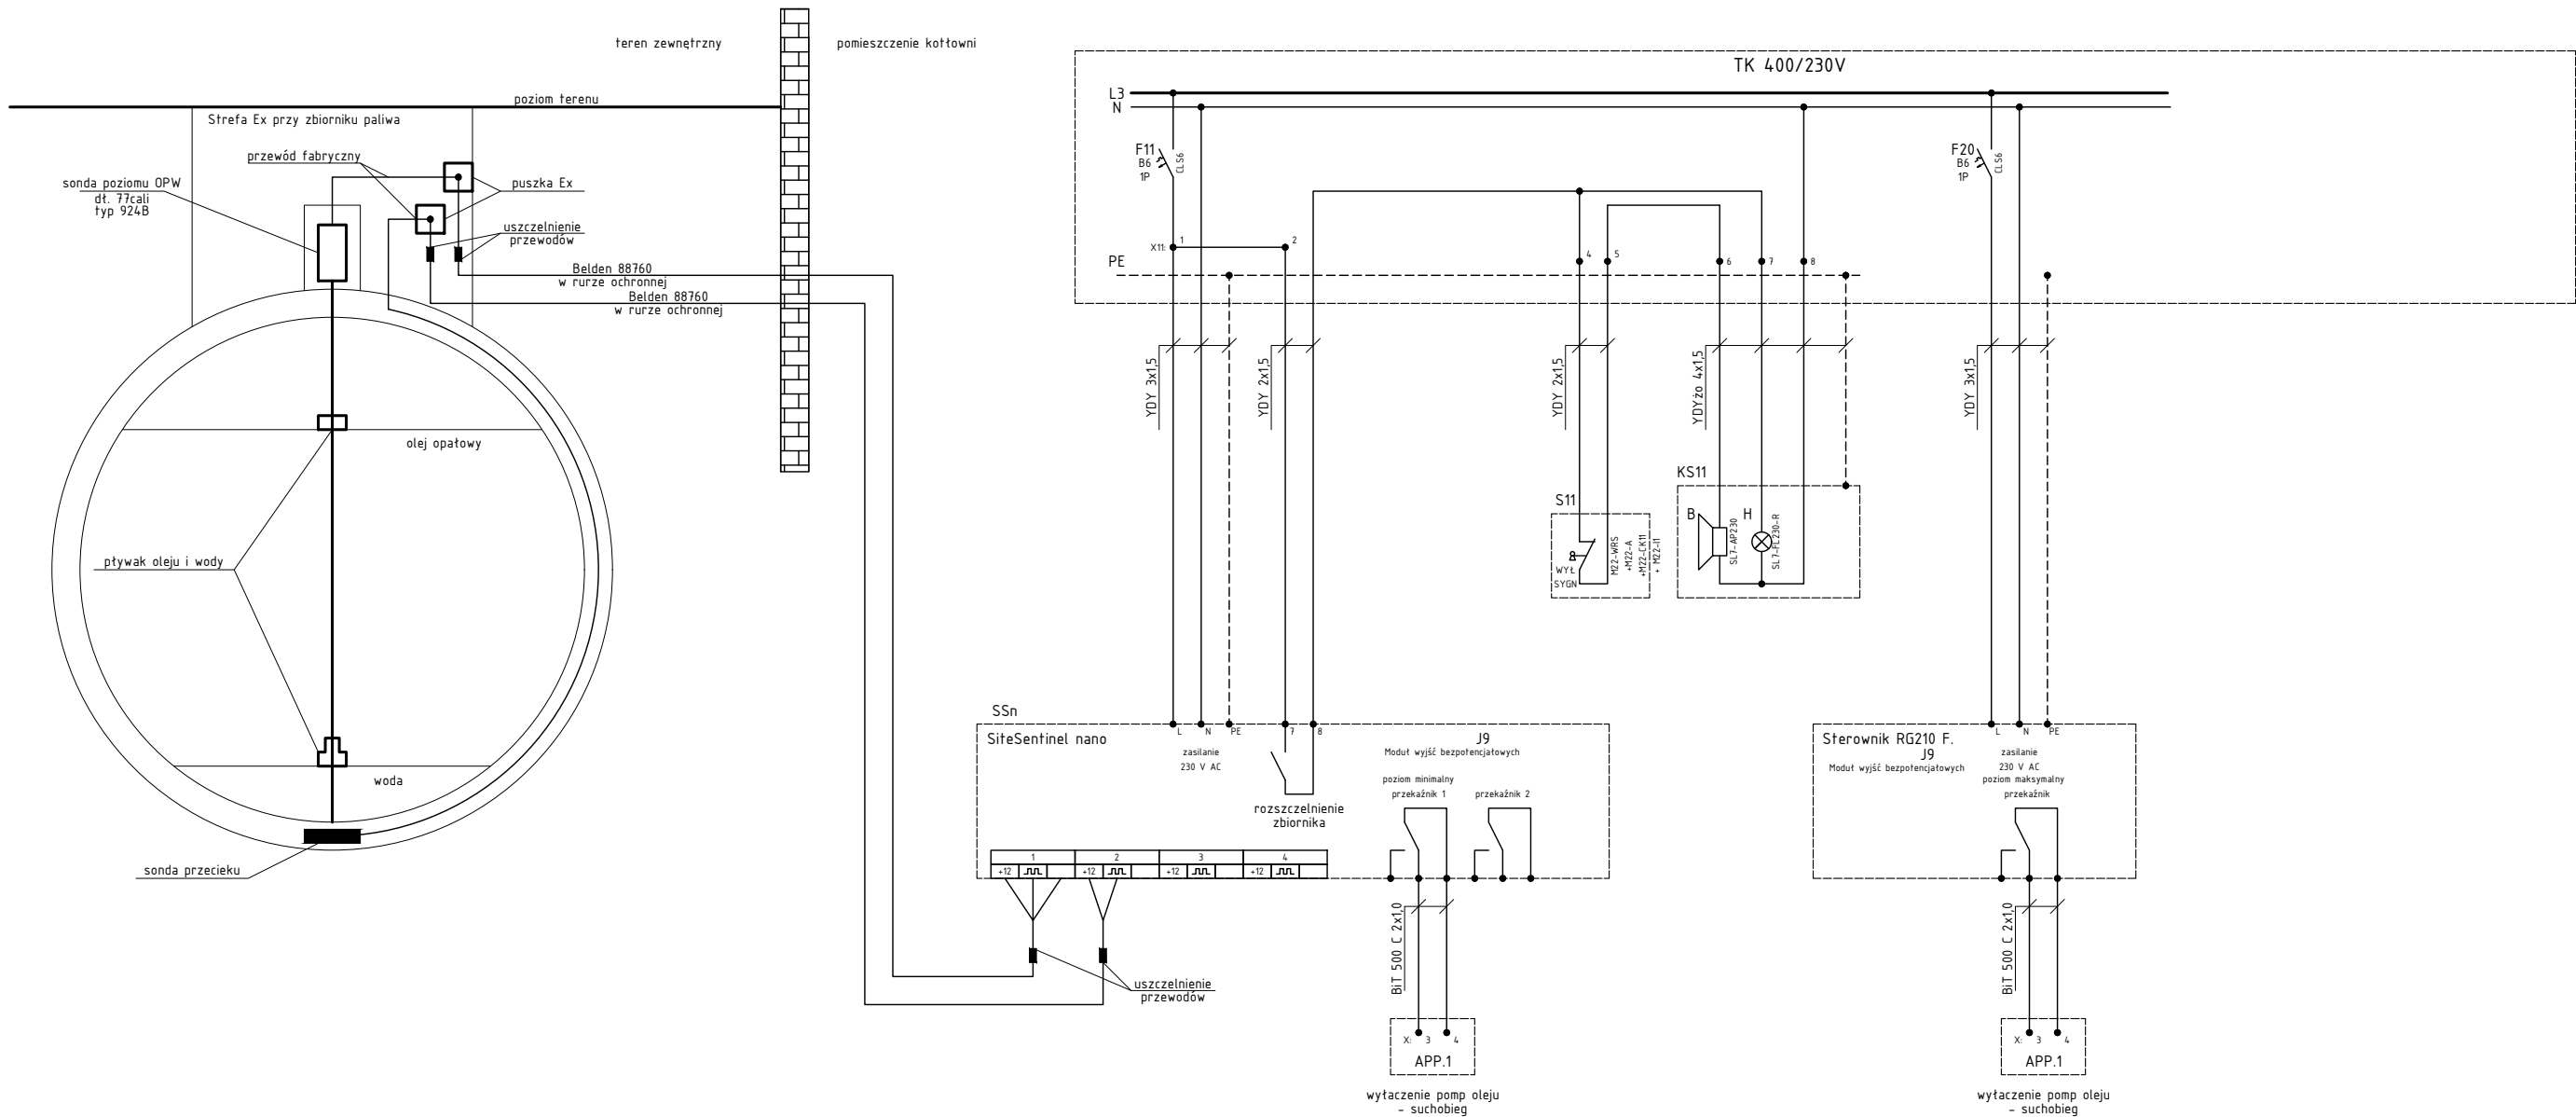 teren zewnętrzny
pomieszczenie kotłowni
poziom terenu
Strefa Ex przy zbiorniku paliwa
przewód fabryczny
sonda poziomu OPW
dł. 77cali
typ 924B
puszka Ex
uszczelnienie
przewodów
Belden 88760
w rurze ochronnej
Belden 88760
w rurze ochronnej
olej opałowy
pływak oleju i wody
woda
sonda przecieku
TK 400/230V
L3
N
F11
B6
1P
CLS6
F20
B6
1P
CLS6
X11:
1
2
PE
4
5
6
7
8
YDY 3x1,5
YDY 2x1,5
YDY 2x1,5
YDYżo 4x1,5
YDY 3x1,5
S11
WYŁ
SYGN
M22-WRS
+M22-A
+M22-CK11
+ M22-I1
KS11
B
H
SL7-AP230
SL7-FL230-R
SSn
SiteSentinel nano
L
N
PE
7
8
zasilanie
230 V AC
rozszczelnienie
zbiornika
J9
Moduł wyjść bezpotencjałowych
poziom minimalny
przekaźnik 1
przekaźnik 2
1
2
3
4
+12
+12
+12
+12
uszczelnienie
przewodów
BiT 500 C 2x1,0
X:
3
4
APP.1
wyłaczenie pomp oleju
- suchobieg
Sterownik RG210 F.
J9
Moduł wyjść bezpotencjałowych
L
N
PE
zasilanie
230 V AC
poziom maksymalny
przekaźnik
BiT 500 C 2x1,0
X:
3
4
APP.1
wyłaczenie pomp oleju
- suchobieg